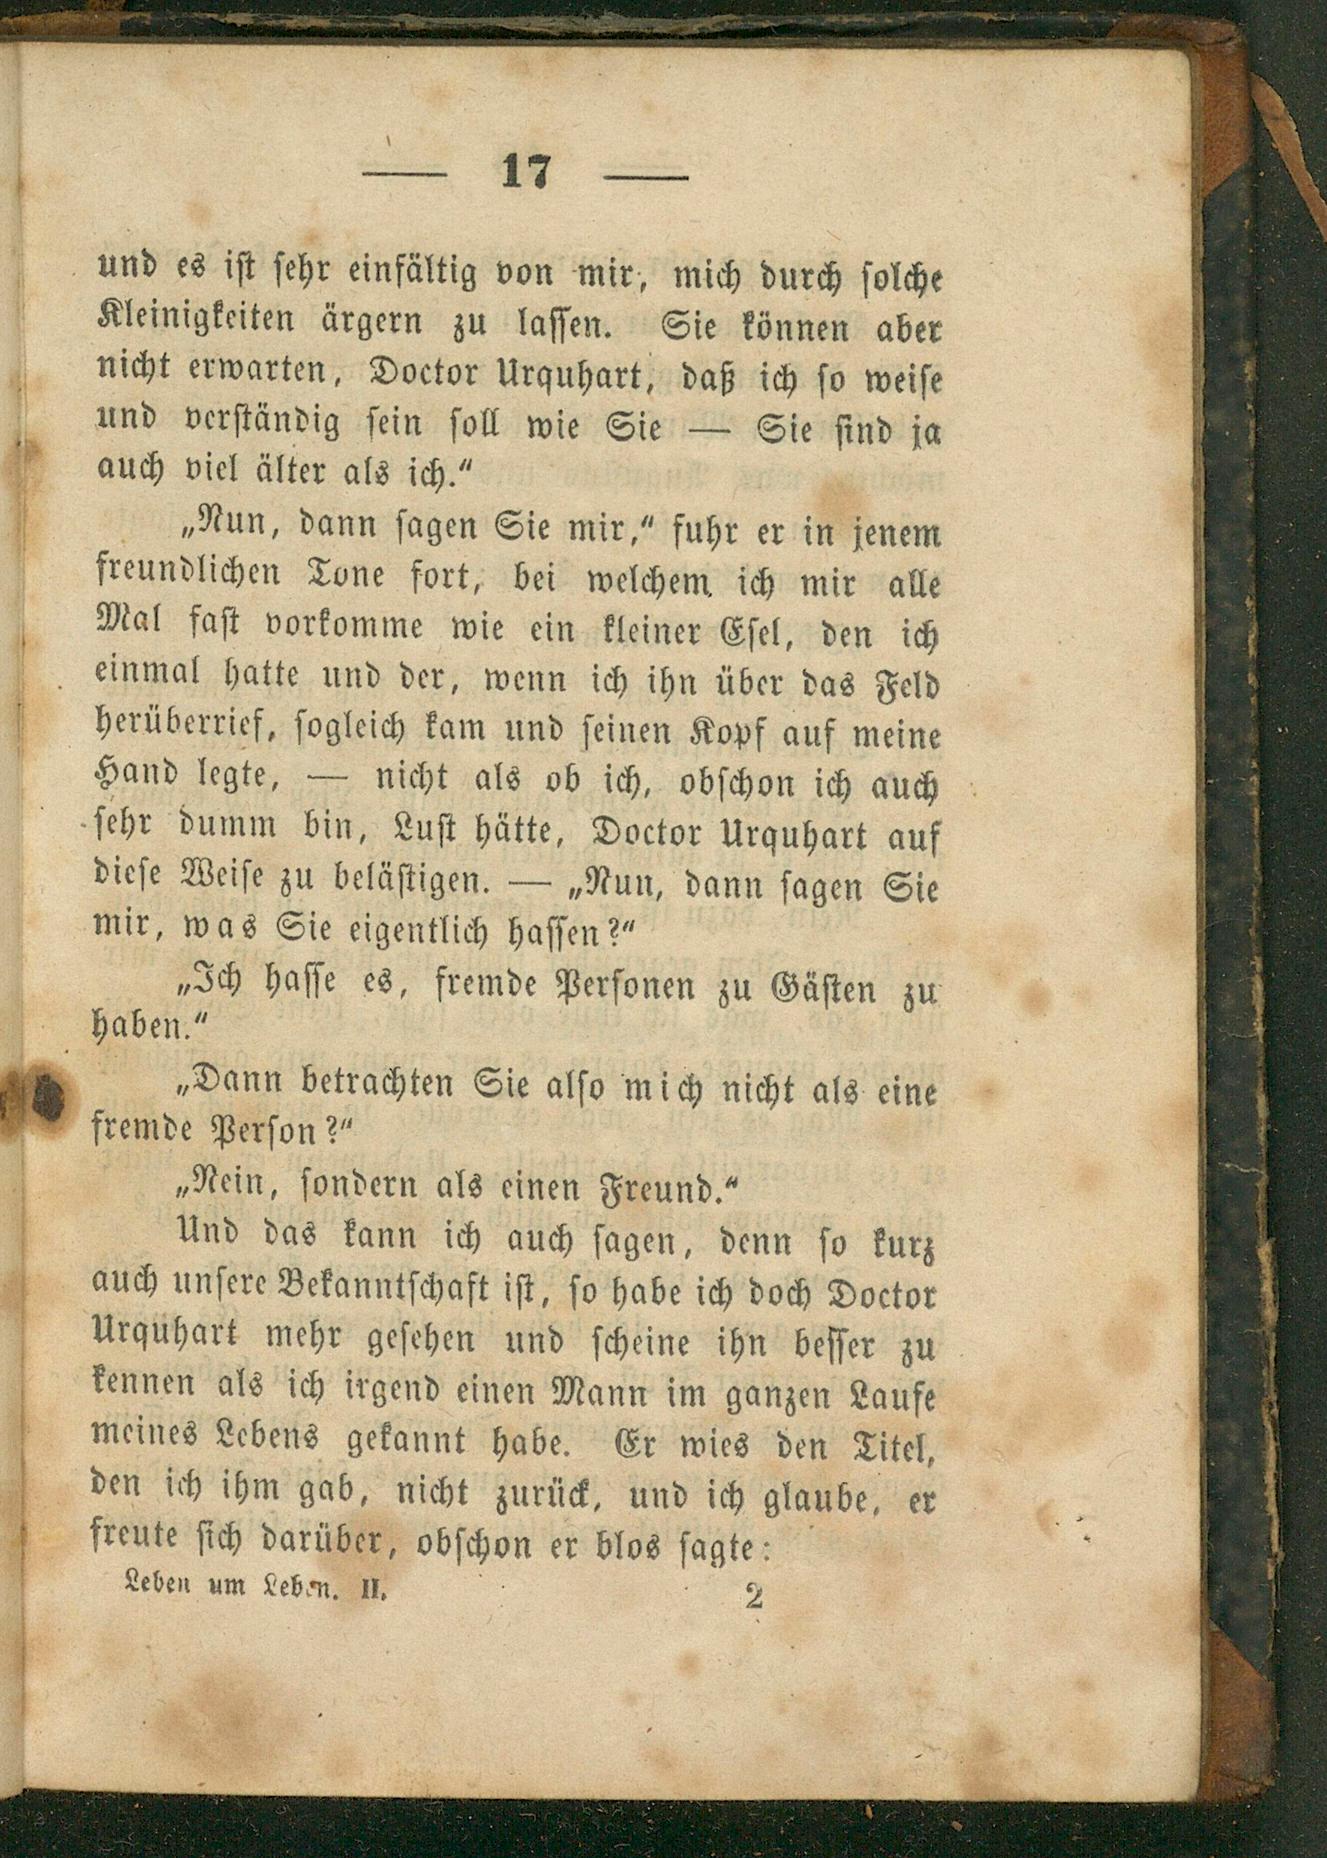 — 17 —
und es ist sehr einfältig von mir, mich durch solche
Kleinigkeiten ärgern zu lassen. Sie können aber
nicht erwarten, Doctor Urquhart, daß ich so weise
und verständig sein soll wie Sie — Sie sind ja
auch viel älter als ich.“
„Nun, dann sagen Sie mir,“ fuhr er in jenem
freundlichen Tone fort, bei welchem ich mir alle
Mal fast vorkomme wie ein kleiner Esel, den ich
einmal hatte und der, wenn ich ihn über das Feld
herüberrief, sogleich kam und seinen Kopf auf meine
Hand legte, — nicht als ob ich, obschon ich auch
sehr dumm bin, Lust hätte, Doctor Urquhart auf
diese Weise zu belästigen. — „Nun, dann sagen Sie
mir, was Sie eigentlich hassen?“
„Ich hasse es, fremde Personen zu Gästen zu
haben.“
„Dann betrachten Sie also mich nicht als eine
fremde Person?“
„Nein, sondern als einen Freund.“
Und das kann ich auch sagen, denn so kurz
auch unsere Bekanntschaft ist, so habe ich doch Doctor
Urquhart mehr gesehen und scheine ihn besser zu
kennen als ich irgend einen Mann im ganzen Laufe
meines Lebens gekannt habe. Er wies den Titel,
den ich ihm gab, nicht zurück, und ich glaube, er
freute sich darüber, obschon er blos sagte:
Leben um Leben. II. 2